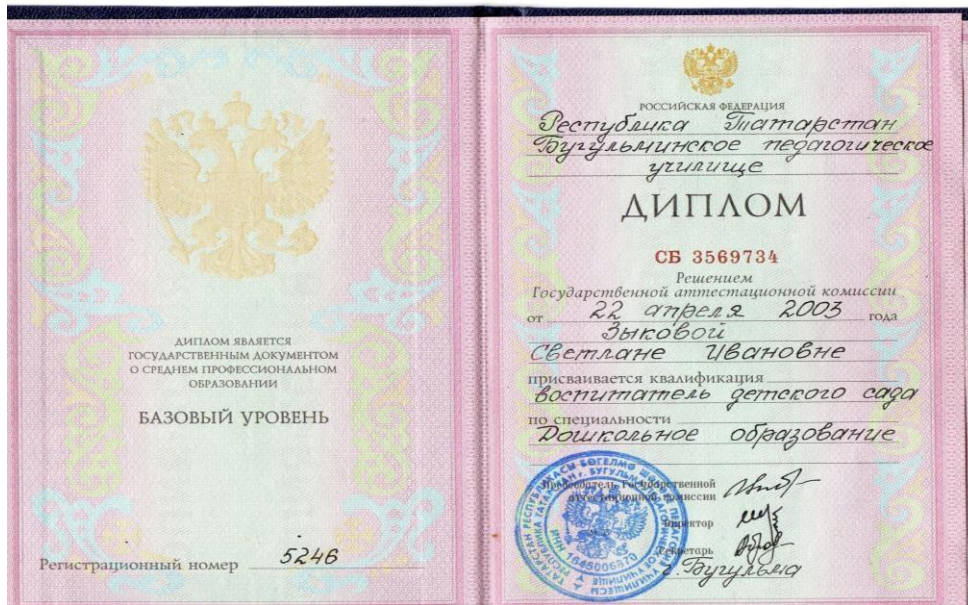 ДИПЛОМ ЯВЛЯЕТСЯ
ГОСУДАРСТВЕННЫМ ДОКУМЕНТОМ
О СРЕДНЕМ ПРОФЕССИОНАЛЬНОМ
ОБРАЗОВАНИИ
БАЗОВЫЙ УРОВЕНЬ
Регистрационный номер 5246
РОССИЙСКАЯ ФЕДЕРАЦИЯ
Республика Татарстан
Бугульминское педагогическое
училище
ДИПЛОМ
СБ 3569734
Решением
Государственной аттестационной комиссии
от 22 апреля 2003 года
Зыковой
Светлане Ивановне
присваивается квалификация
воспитатель детского сада
по специальности
Дошкольное образование
Председатель Государственной
аттестационной комиссии
Директор
Секретарь
г. Бугульма